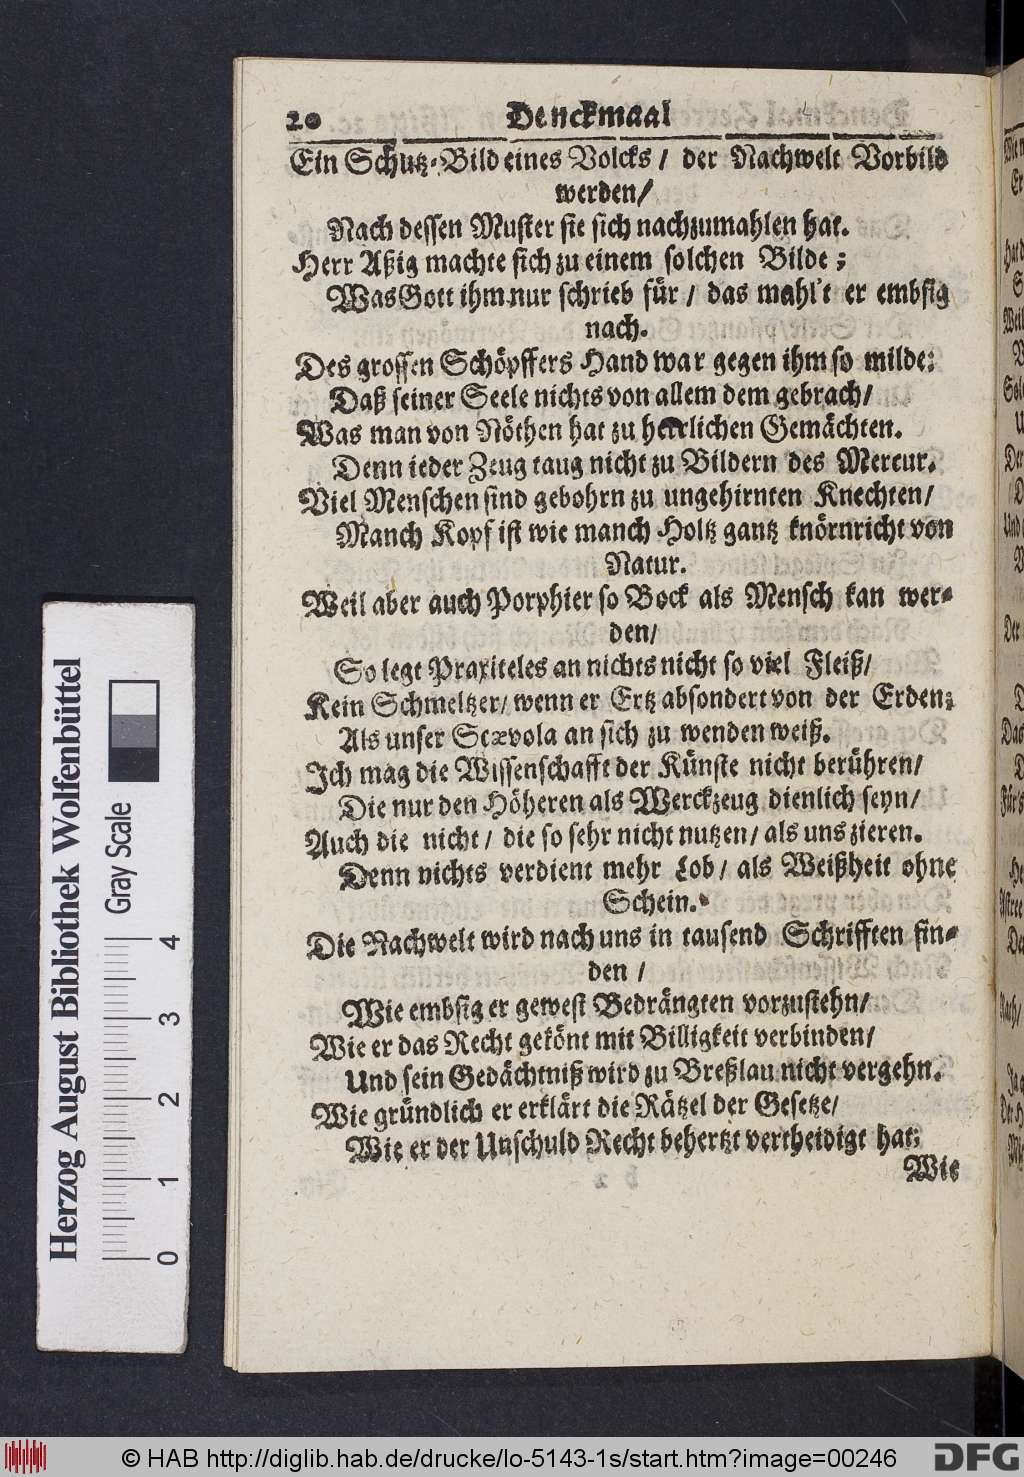 20 Denckmaal
Ein Schutz-Bild eines Volcks / der Nachwelt Vorbild
werden/
Nach dessen Muster sie sich nachzumahlen hat.
Herr Aßig machte sich zu einem solchen Bilde;
Was Gott ihm nur schrieb für / das mahl't er embsig
nach.
Des grossen Schöpffers Hand war gegen ihm so milde:
Daß seiner Seele nichts von allem dem gebrach/
Was man von Nöthen hat zu herrlichen Gemächten.
Denn ieder Zeug taug nicht zu Bildern des Mercur.
Viel Menschen sind gebohrn zu ungehirnten Knechten/
Manch Kopf ist wie manch Holtz gantz knörnricht von
Natur.
Weil aber auch Porphier so Bock als Mensch kan wer-
den/
So legt Praxiteles an nichts nicht so viel Fleiß/
Kein Schmeltzer/ wenn er Ertz absondert von der Erden;
Als unser Scævola an sich zu wenden weiß.
Ich mag die Wissenschafft der Künste nicht berühren/
Die nur den Höheren als Werckzeug dienlich seyn/
Auch die nicht/ die so sehr nicht nutzen/ als uns zieren.
Denn nichts verdient mehr Lob/ als Weißheit ohne
Schein.
Die Nachwelt wird nach uns in tausend Schrifften fin-
den /
Wie embsig er gewest Bedrängten vorzustehn/
Wie er das Recht gekönt mit Billigkeit verbinden/
Und sein Gedächtniß wird zu Breßlau nicht vergehn.
Wie gründlich er erklärt die Rätzel der Gesetze/
Wie er der Unschuld Recht behertzt vertheidigt hat;
Wie
Herzog August Bibliothek Wolfenbüttel
Gray Scale
0 1 2 3 4
© HAB http://diglib.hab.de/drucke/lo-5143-1s/start.htm?image=00246
DFG